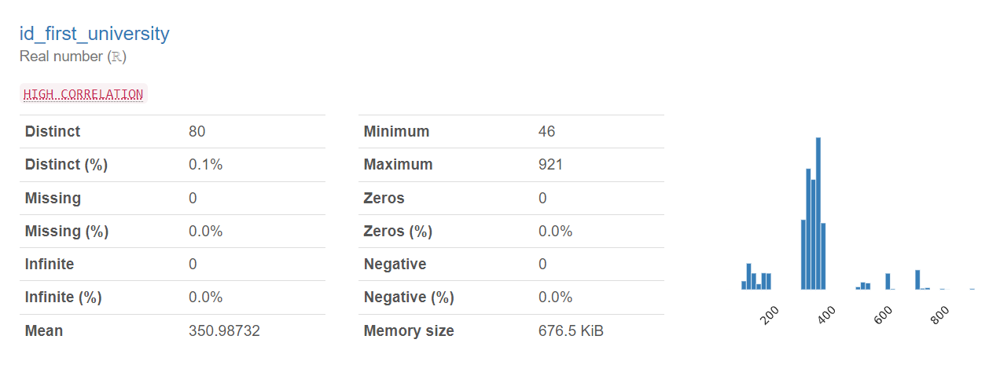 id_first_university
Real number (ℝ)
HIGH CORRELATION
Distinct 80
Distinct (%) 0.1%
Missing 0
Missing (%) 0.0%
Infinite 0
Infinite (%) 0.0%
Mean 350.98732
Minimum 46
Maximum 921
Zeros 0
Zeros (%) 0.0%
Negative 0
Negative (%) 0.0%
Memory size 676.5 KiB
200
400
600
800